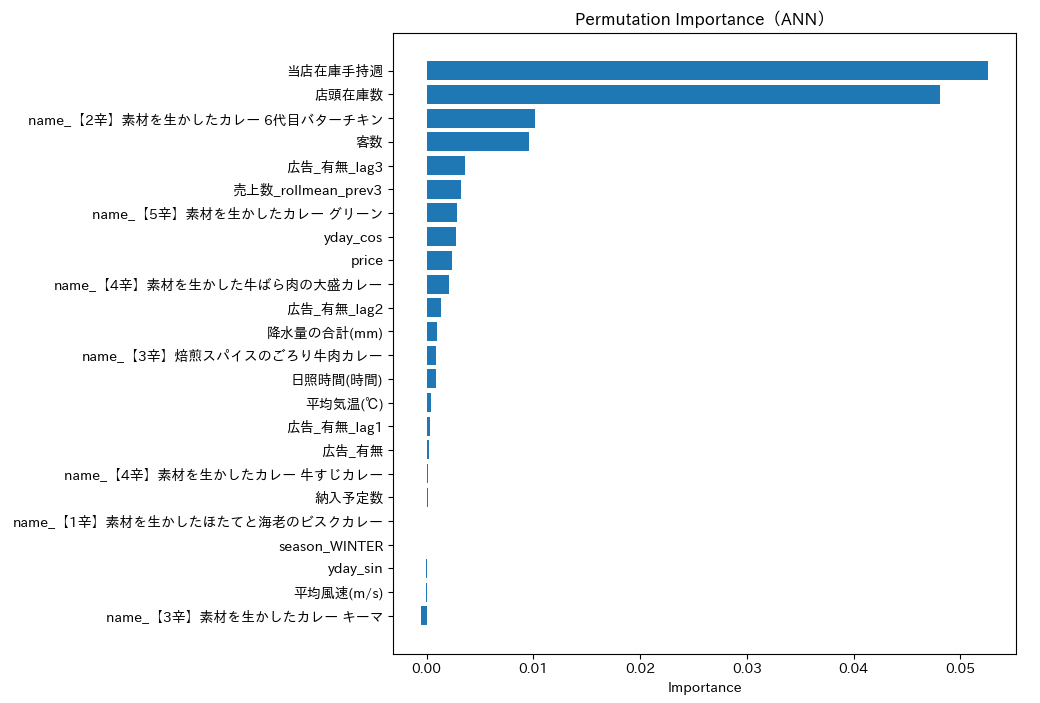 Permutation Importance（ANN）
当店在庫手持週
店頭在庫数
name_【2辛】素材を生かしたカレー 6代目バターチキン
客数
広告_有無_lag3
売上数_rollmean_prev3
name_【5辛】素材を生かしたカレー グリーン
yday_cos
price
name_【4辛】素材を生かした牛ばら肉の大盛カレー
広告_有無_lag2
降水量の合計(mm)
name_【3辛】焙煎スパイスのごろり牛肉カレー
日照時間(時間)
平均気温(℃)
広告_有無_lag1
広告_有無
name_【4辛】素材を生かしたカレー 牛すじカレー
納入予定数
name_【1辛】素材を生かしたほたてと海老のビスクカレー
season_WINTER
yday_sin
平均風速(m/s)
name_【3辛】素材を生かしたカレー キーマ
0.00 0.01 0.02 0.03 0.04 0.05
Importance